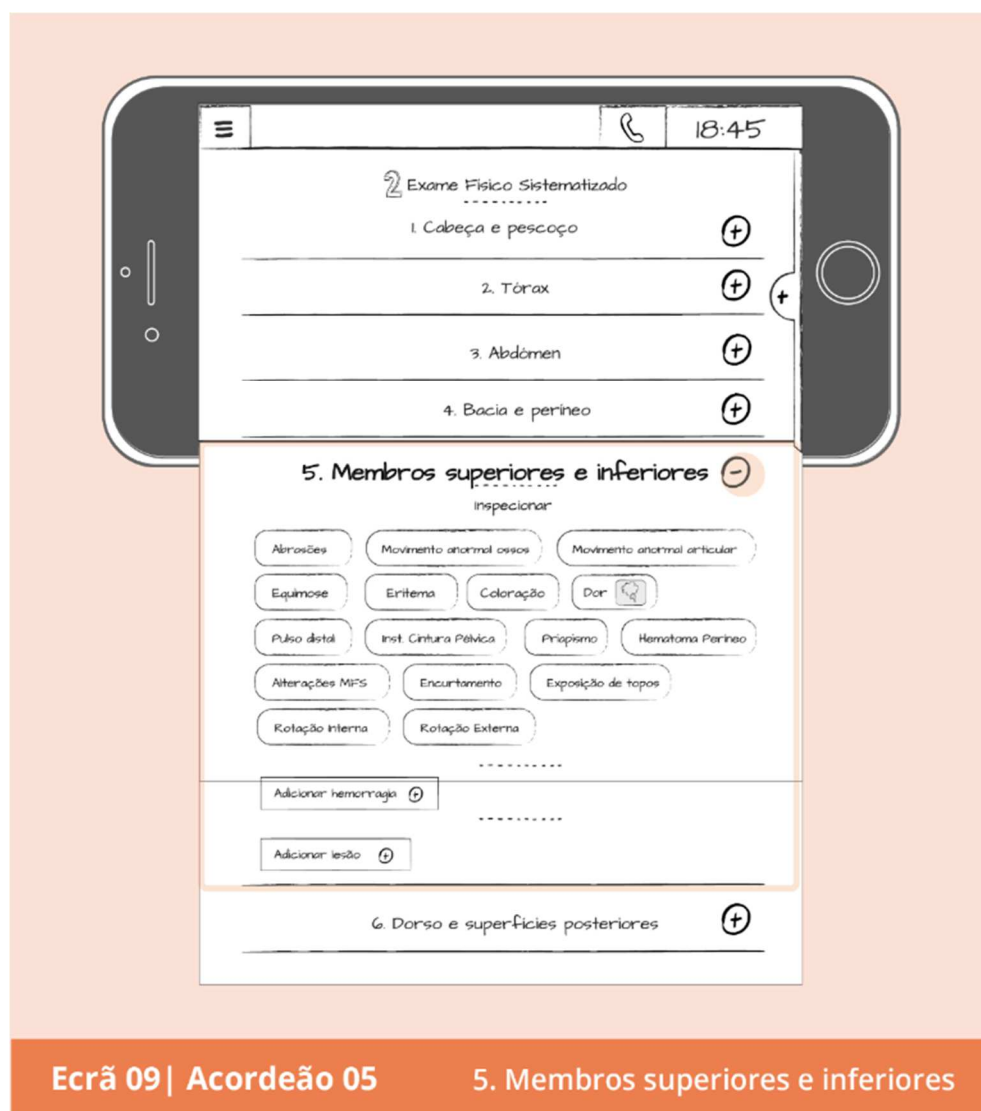 18:45
2 Exame Físico Sistematizado
1. Cabeça e pescoço
2. Tórax
3. Abdómen
4. Bacia e períneo
5. Membros superiores e inferiores
Inspecionar
Abrasões Movimento anormal ossos Movimento anormal articular
Equimose Eritema Coloração Dor
Pulso distal Inst. Cintura Pélvica Priapismo Hematoma Períneo
Alterações MFS Encurtamento Exposição de topos
Rotação Interna Rotação Externa
Adicionar hemorragia
Adicionar lesão
6. Dorso e superfícies posteriores
Ecrã 09| Acordeão 05 5. Membros superiores e inferiores